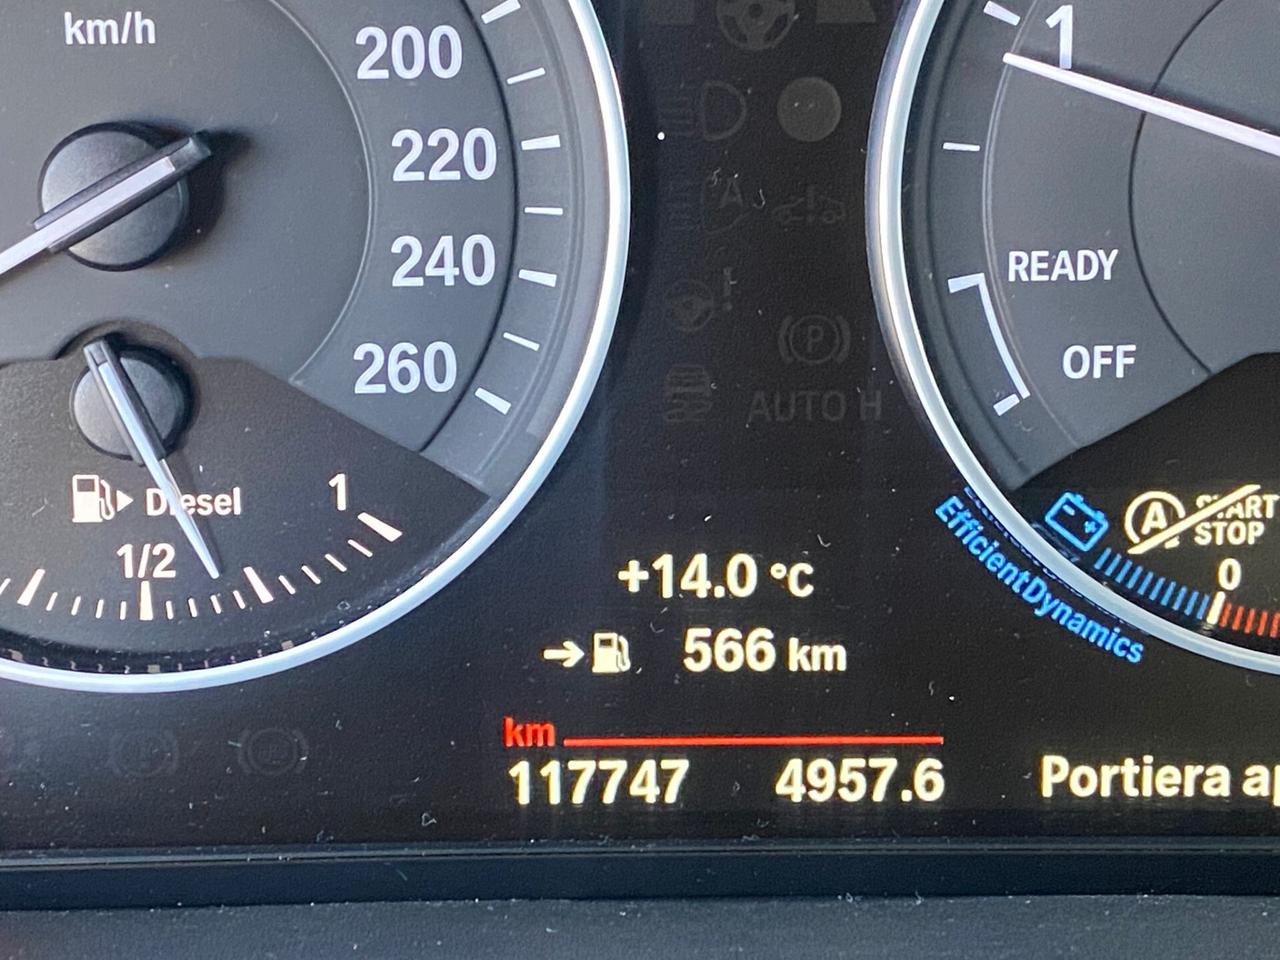 km/h
200
220
240
260
Diesel
1/2
1
1
READY
OFF
A START
STOP
0
EfficientDynamics
P
AUTO H
+14.0 °C
566 km
km
117747 4957.6
Portiera